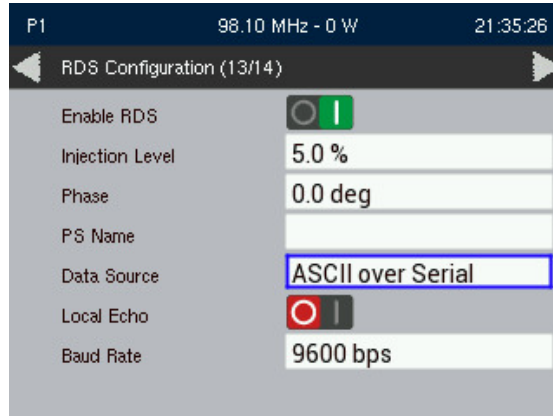 P1 98.10 MHz - 0 W 21:35:26
RDS Configuration (13/14)
Enable RDS
Injection Level 5.0 %
Phase 0.0 deg
PS Name
Data Source ASCII over Serial
Local Echo
Baud Rate 9600 bps